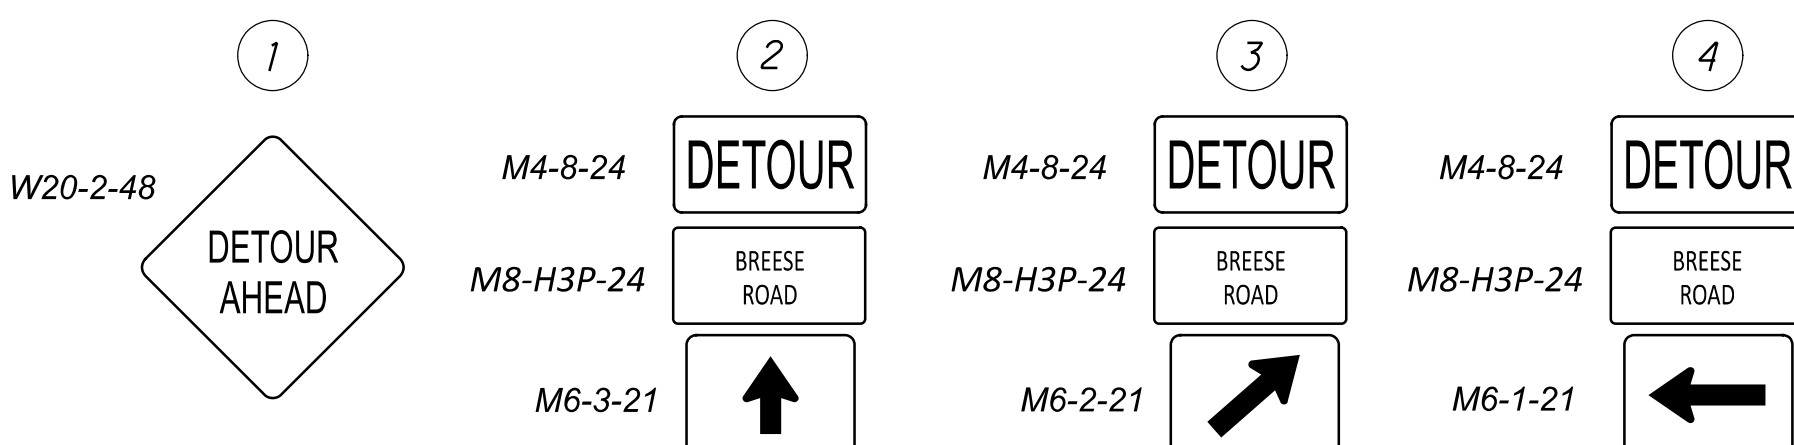 1
W20-2-48
DETOUR
AHEAD
2
M4-8-24
DETOUR
M8-H3P-24
BREESE
ROAD
M6-3-21
3
M4-8-24
DETOUR
M8-H3P-24
BREESE
ROAD
M6-2-21
4
M4-8-24
DETOUR
M8-H3P-24
BREESE
ROAD
M6-1-21